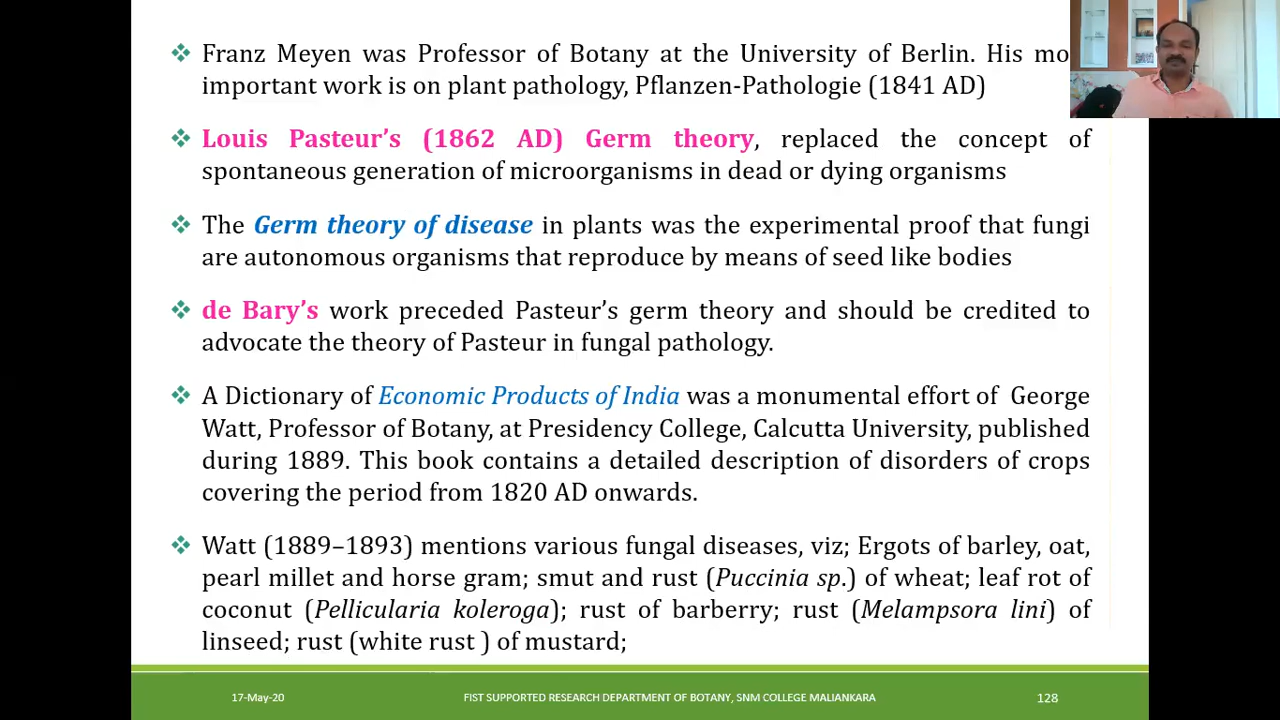 ❖ Franz Meyen was Professor of Botany at the University of Berlin. His
important work is on plant pathology, Pflanzen-Pathologie (1841 AD)
❖ Louis Pasteur’s (1862 AD) Germ theory, replaced the concept of
spontaneous generation of microorganisms in dead or dying organisms
❖ The Germ theory of disease in plants was the experimental proof that fungi
are autonomous organisms that reproduce by means of seed like bodies
❖ de Bary’s work preceded Pasteur’s germ theory and should be credited to
advocate the theory of Pasteur in fungal pathology.
❖ A Dictionary of Economic Products of India was a monumental effort of George
Watt, Professor of Botany, at Presidency College, Calcutta University, published
during 1889. This book contains a detailed description of disorders of crops
covering the period from 1820 AD onwards.
❖ Watt (1889–1893) mentions various fungal diseases, viz; Ergots of barley, oat,
pearl millet and horse gram; smut and rust (Puccinia sp.) of wheat; leaf rot of
coconut (Pellicularia koleroga); rust of barberry; rust (Melampsora lini) of
linseed; rust (white rust ) of mustard;
17-May-20 FIST SUPPORTED RESEARCH DEPARTMENT OF BOTANY, SNM COLLEGE MALIANKARA 128